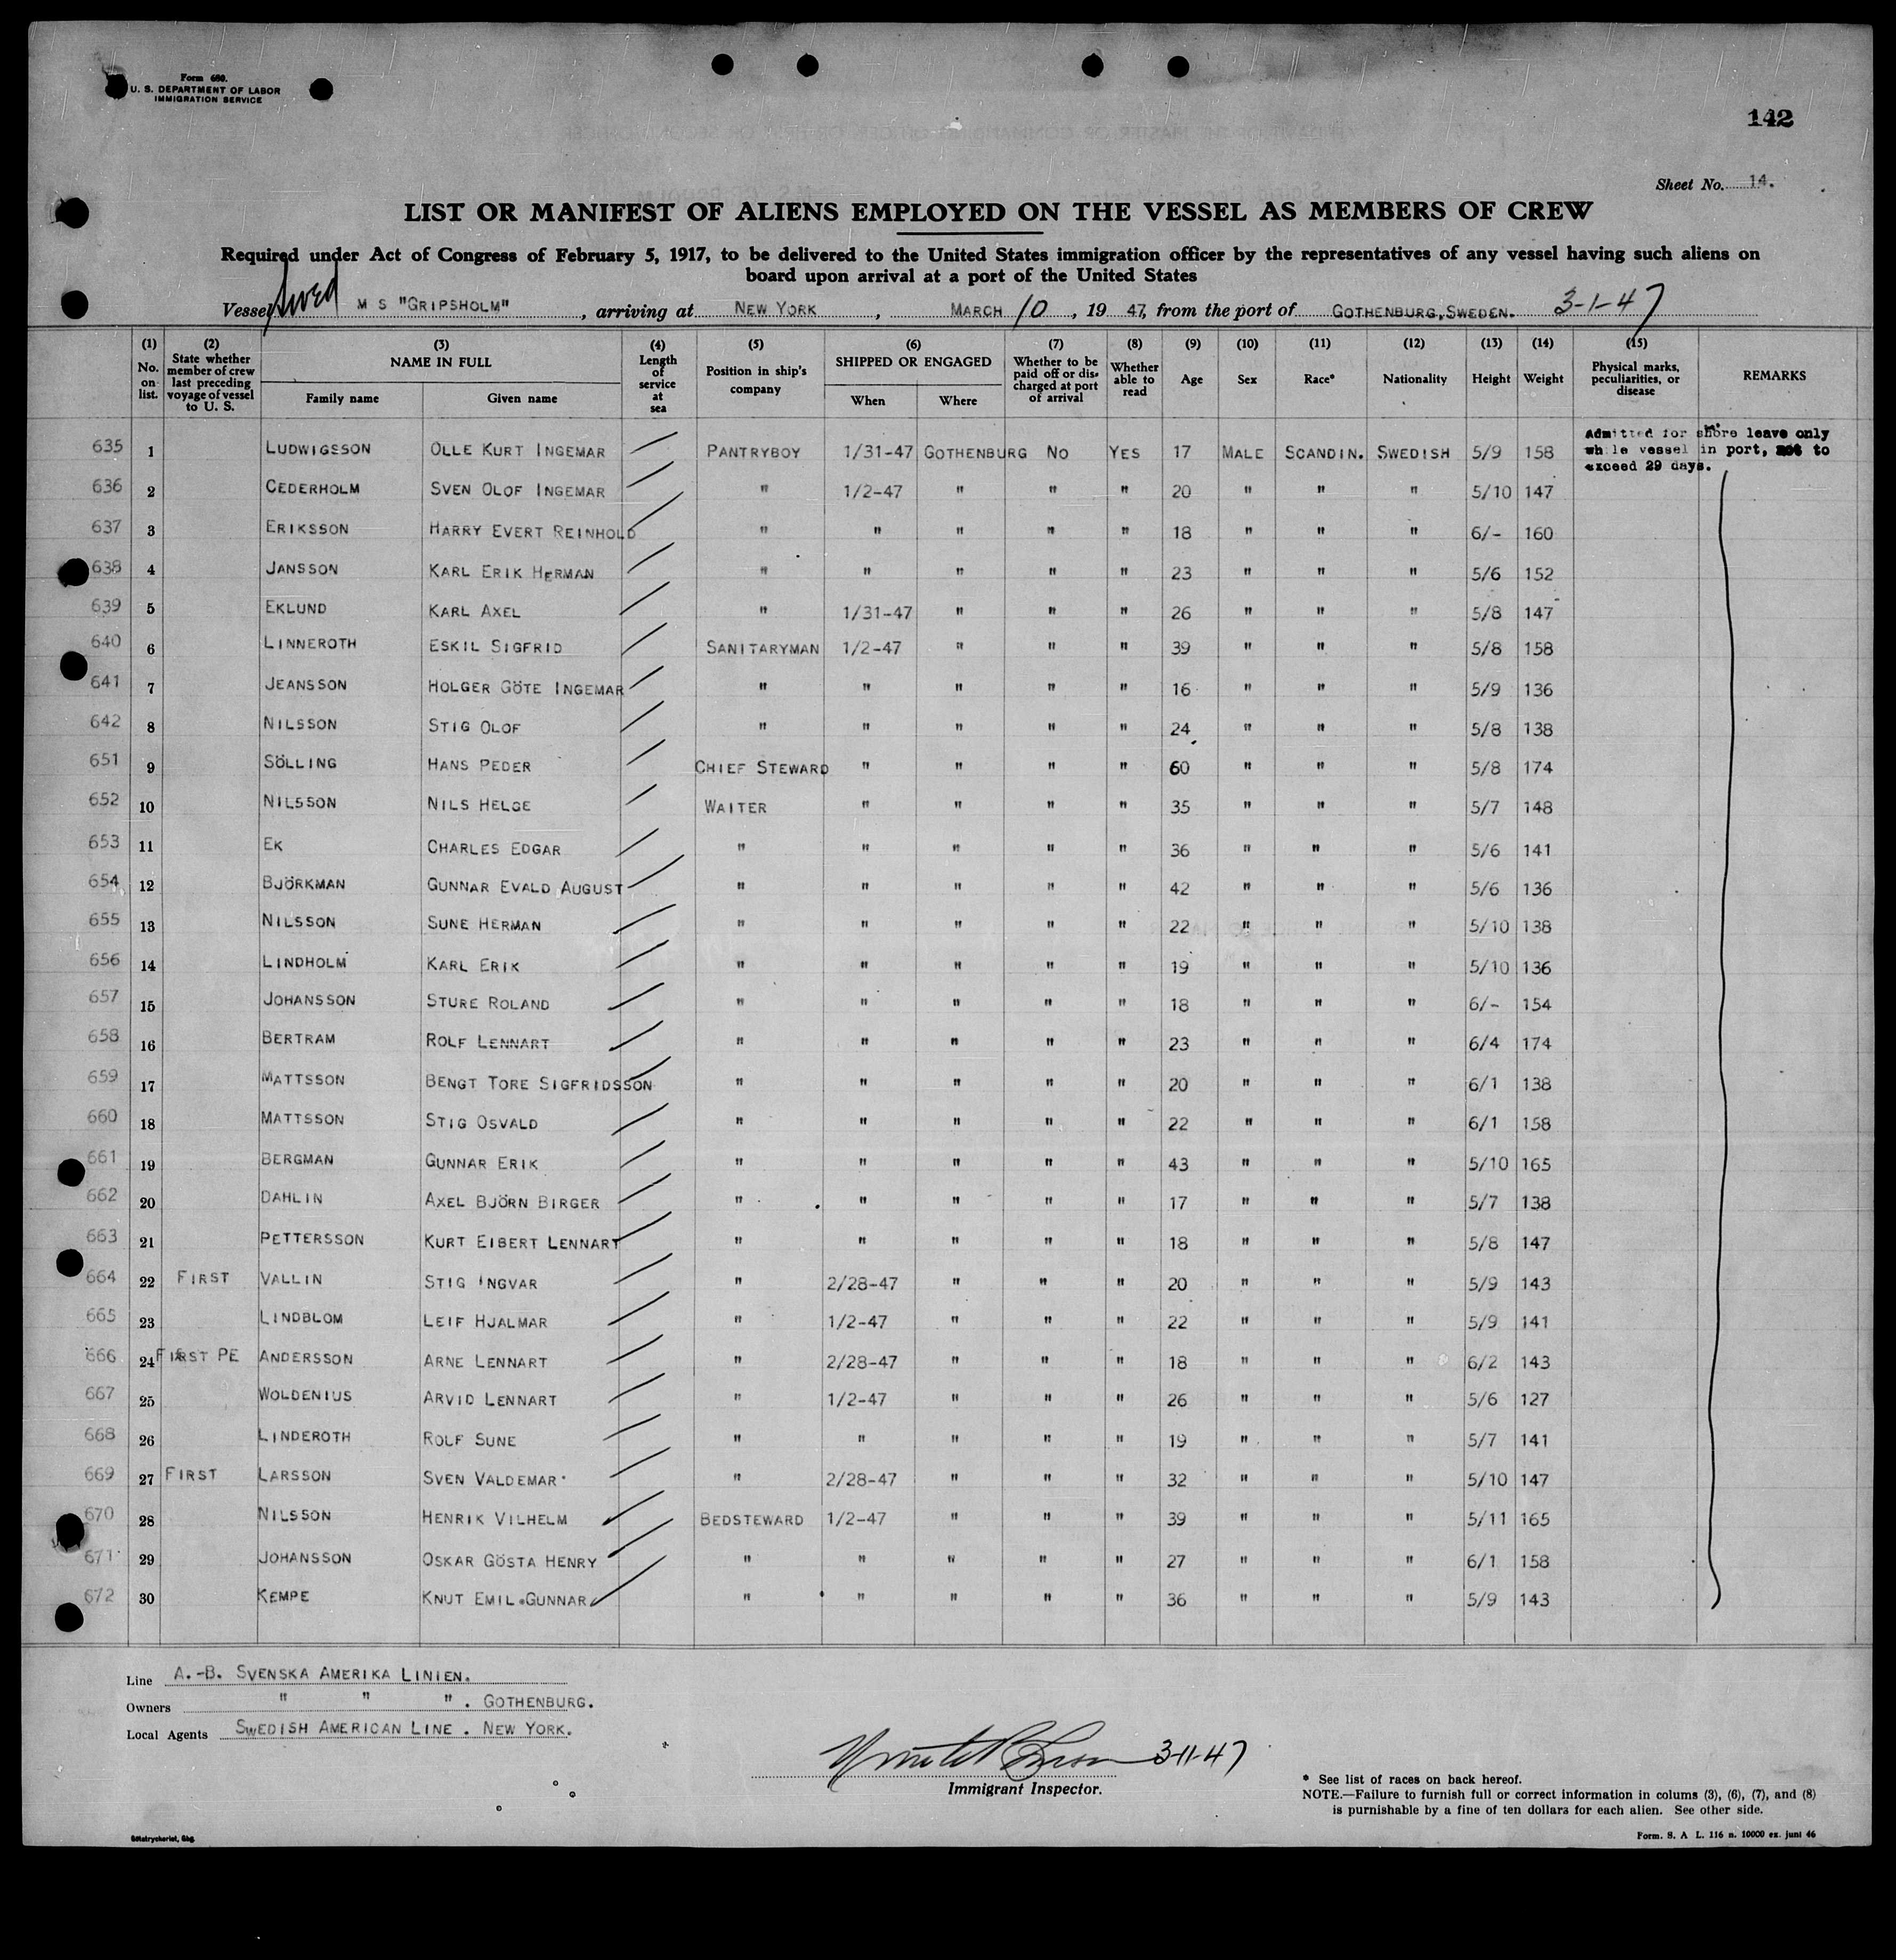 Form 680.
U. S. DEPARTMENT OF LABOR
IMMIGRATION SERVICE
142
Sheet No. 14.
LIST OR MANIFEST OF ALIENS EMPLOYED ON THE VESSEL AS MEMBERS OF CREW
Required under Act of Congress of February 5, 1917, to be delivered to the United States immigration officer by the representatives of any vessel having such aliens on
board upon arrival at a port of the United States
Vessel Swed M S "GRIPSHOLM", arriving at NEW YORK, MARCH 10, 1947, from the port of GOTHENBURG, SWEDEN. 3-1-47
(1) No. on list. (2) State whether member of crew last preceding voyage of vessel to U. S. (3) NAME IN FULL Family name Given name (4) Length of service at sea (5) Position in ship's company (6) SHIPPED OR ENGAGED When Where (7) Whether to be paid off or discharged at port of arrival (8) Whether able to read (9) Age (10) Sex (11) Race* (12) Nationality (13) Height (14) Weight (15) Physical marks, peculiarities, or disease REMARKS
Admitted for shore leave only
while vessel in port, not to
exceed 29 days.
635 1 LUDWIGSSON OLLE KURT INGEMAR PANTRYBOY 1/31-47 GOTHENBURG NO YES 17 MALE SCANDIN. SWEDISH 5/9 158
636 2 CEDERHOLM SVEN OLOF INGEMAR " 1/2-47 " " " 20 " " " 5/10 147
637 3 ERIKSSON HARRY EVERT REINHOLD " " " " " 18 " " " 6/- 160
638 4 JANSSON KARL ERIK HERMAN " " " " " 23 " " " 5/6 152
639 5 EKLUND KARL AXEL " 1/31-47 " " " 26 " " " 5/8 147
640 6 LINNEROTH ESKIL SIGFRID SANITARYMAN 1/2-47 " " " 39 " " " 5/8 158
641 7 JEANSSON HOLGER GÖTE INGEMAR " " " " " 16 " " " 5/9 136
642 8 NILSSON STIG OLOF " " " " " 24 " " " 5/8 138
651 9 SÖLLING HANS PEDER CHIEF STEWARD " " " " 60 " " " 5/8 174
652 10 NILSSON NILS HELGE WAITER " " " " 35 " " " 5/7 148
653 11 EK CHARLES EDGAR " " " " " 36 " " " 5/6 141
654 12 BJÖRKMAN GUNNAR EVALD AUGUST " " " " " 42 " " " 5/6 136
655 13 NILSSON SUNE HERMAN " " " " " 22 " " " 5/10 138
656 14 LINDHOLM KARL ERIK " " " " " 19 " " " 5/10 136
657 15 JOHANSSON STURE ROLAND " " " " " 18 " " " 6/- 154
658 16 BERTRAM ROLF LENNART " " " " " 23 " " " 6/4 174
659 17 MATTSSON BENGT TORE SIGFRIDSSON " " " " " 20 " " " 6/1 138
660 18 MATTSSON STIG OSVALD " " " " " 22 " " " 6/1 158
661 19 BERGMAN GUNNAR ERIK " " " " " 43 " " " 5/10 165
662 20 DAHLIN AXEL BJÖRN BIRGER " " " " " 17 " " " 5/7 138
663 21 PETTERSSON KURT EIBERT LENNART " " " " " 18 " " " 5/8 147
664 22 FIRST VALLIN STIG INGVAR " 2/28-47 " " " 20 " " " 5/9 143
665 23 LINDBLOM LEIF HJALMAR " 1/2-47 " " " 22 " " " 5/9 141
666 24 FIRST PE ANDERSSON ARNE LENNART " 2/28-47 " " " 18 " " " 6/2 143
667 25 WOLDENIUS ARVID LENNART " 1/2-47 " " " 26 " " " 5/6 127
668 26 LINDEROTH ROLF SUNE " " " " " 19 " " " 5/7 141
669 27 FIRST LARSSON SVEN VALDEMAR " 2/28-47 " " " 32 " " " 5/10 147
670 28 NILSSON HENRIK VILHELM BEDSTEWARD 1/2-47 " " " 39 " " " 5/11 165
671 29 JOHANSSON OSKAR GÖSTA HENRY " " " " " 27 " " " 6/1 158
672 30 KEMPE KNUT EMIL GUNNAR " " " " " 36 " " " 5/9 143
Line A.-B. SVENSKA AMERIKA LINIEN.
Owners " " ". GOTHENBURG.
Local Agents SWEDISH AMERICAN LINE. NEW YORK.
3-11-47
Immigrant Inspector.
* See list of races on back hereof.
NOTE.—Failure to furnish full or correct information in colums (3), (6), (7), and (8)
is purnishable by a fine of ten dollars for each alien. See other side.
Götatryckeriet, Gbg.
Form. S. A L. 116 n. 10000 ex. juni 46